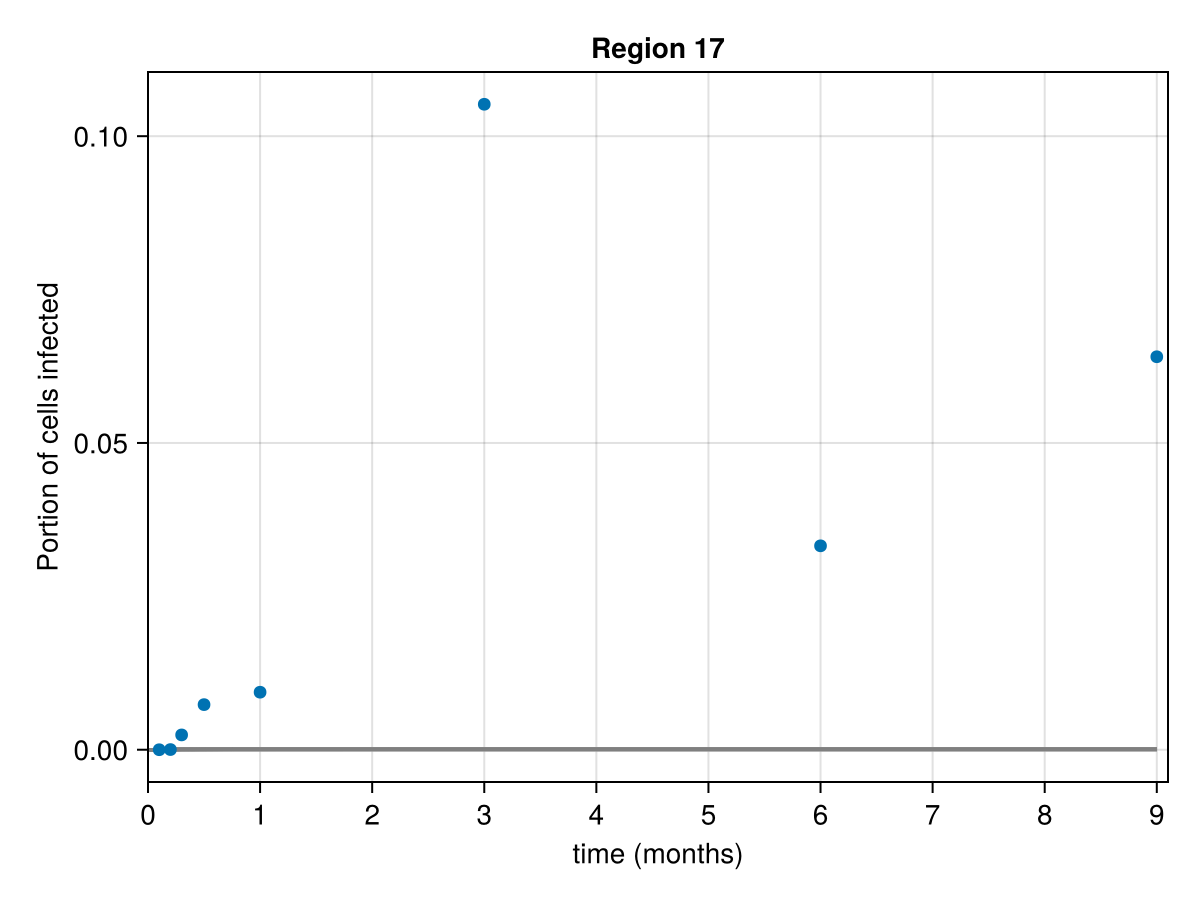 Region 17
0.10
0.05
0.00
Portion of cells infected
0 1 2 3 4 5 6 7 8 9
time (months)